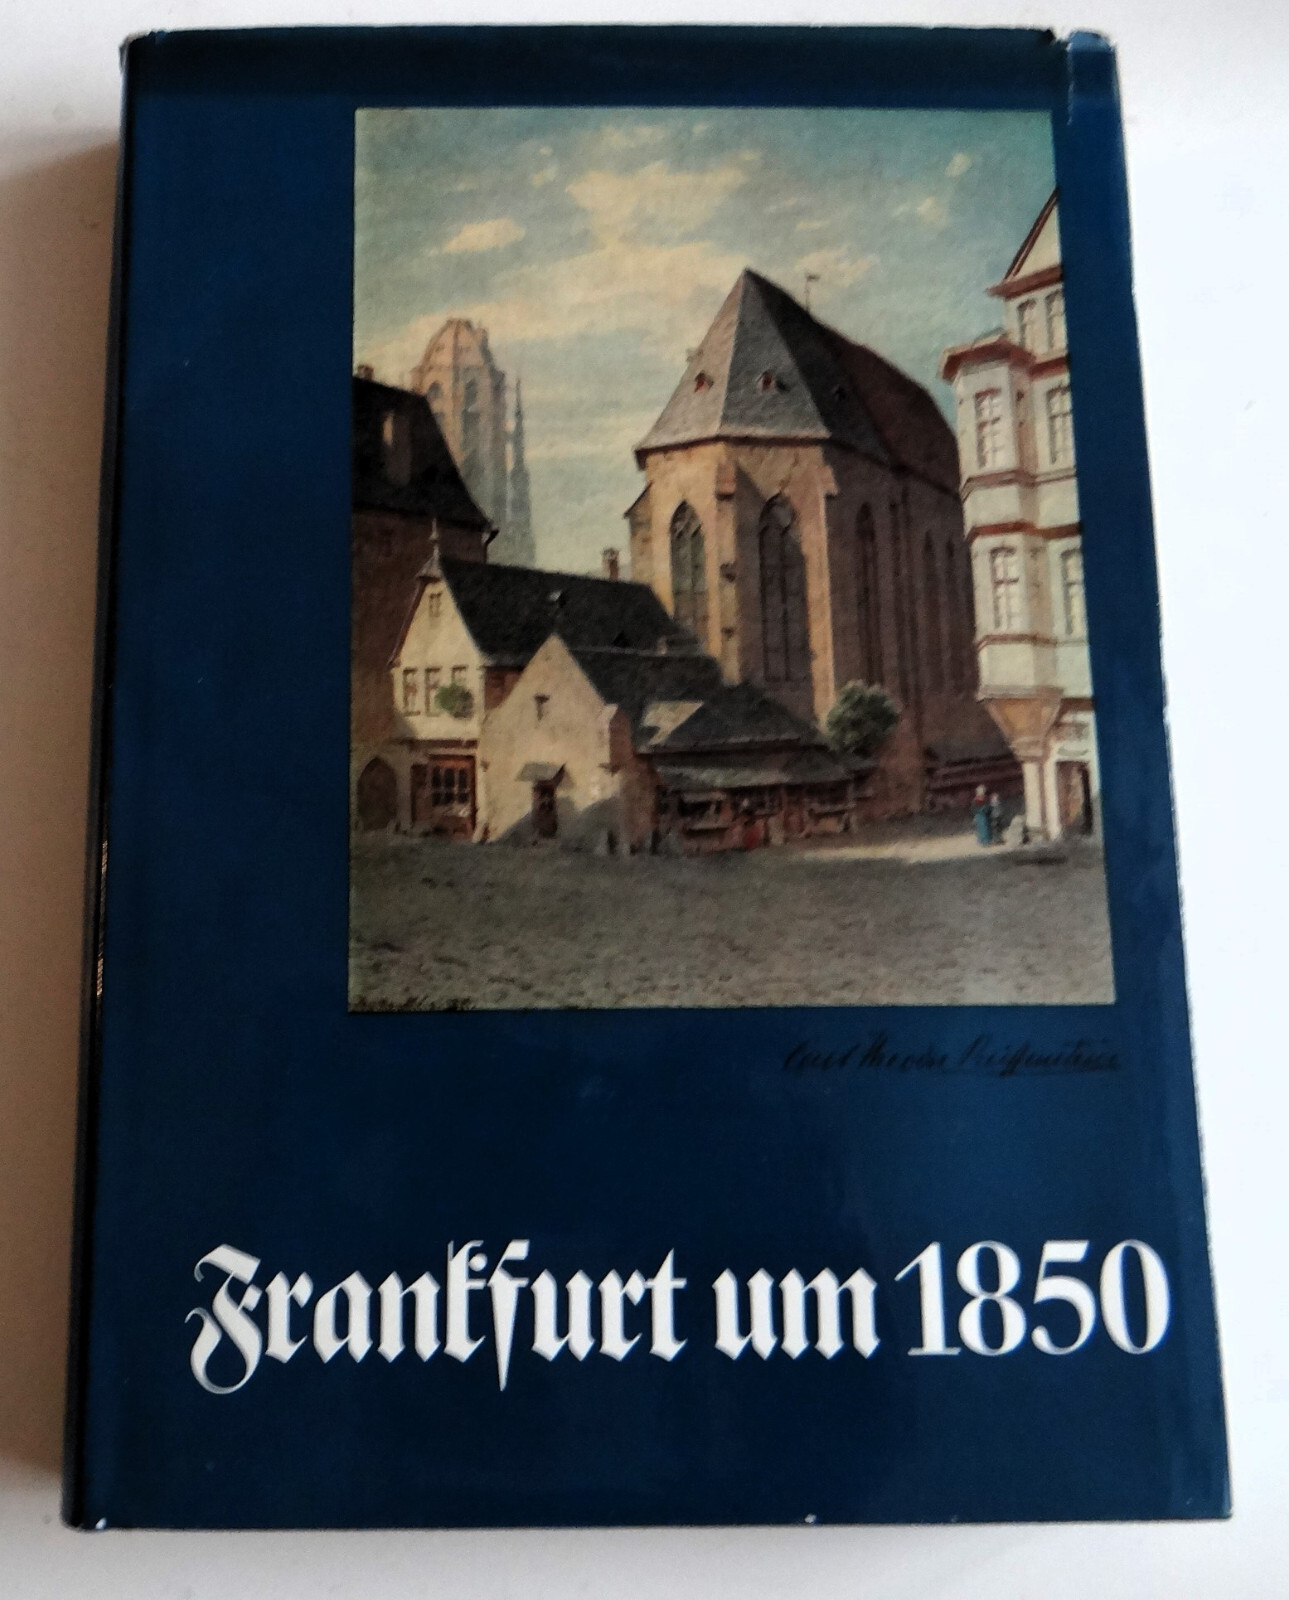 Carl Theodor Reiffenstein
Frankfurt um 1850